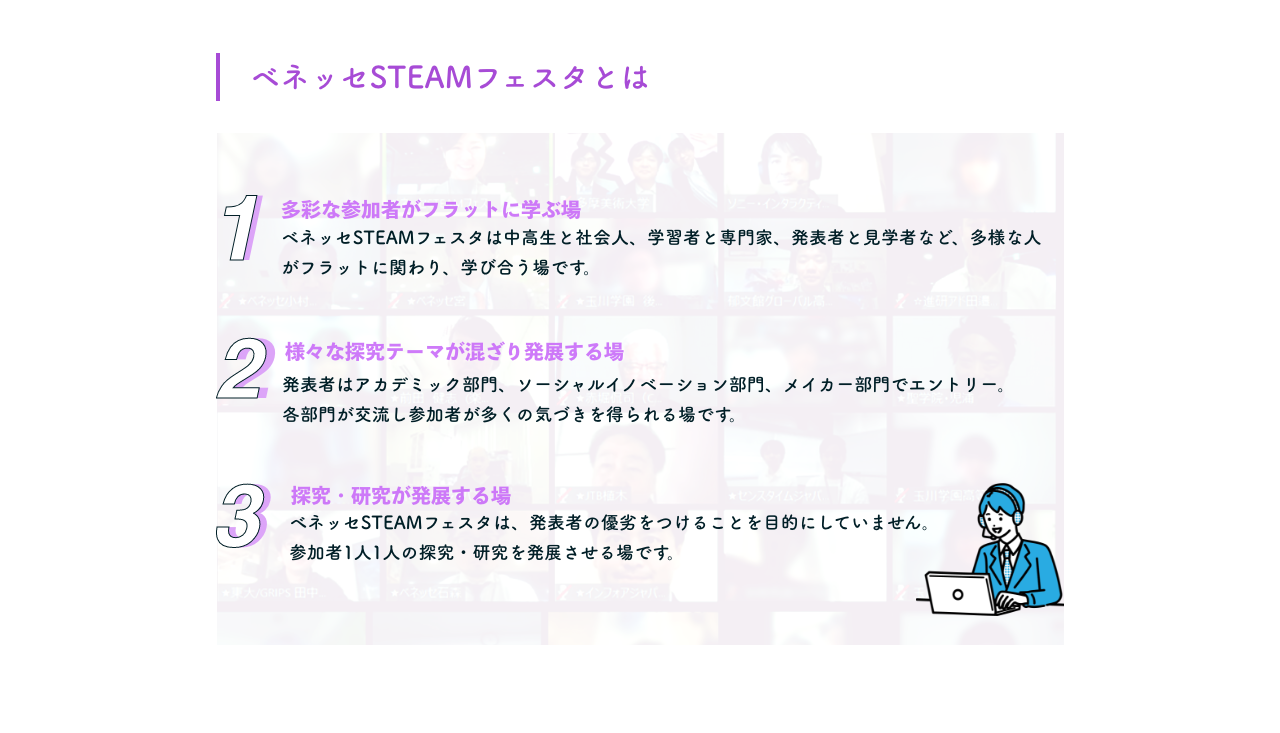 ベネッセSTEAMフェスタとは
1
多彩な参加者がフラットに学ぶ場
ベネッセSTEAMフェスタは中高生と社会人、学習者と専門家、発表者と見学者など、多様な人
がフラットに関わり、学び合う場です。
2
様々な探究テーマが混ざり発展する場
発表者はアカデミック部門、ソーシャルイノベーション部門、メイカー部門でエントリー。
各部門が交流し参加者が多くの気づきを得られる場です。
3
探究・研究が発展する場
ベネッセSTEAMフェスタは、発表者の優劣をつけることを目的にしていません。
参加者1人1人の探究・研究を発展させる場です。